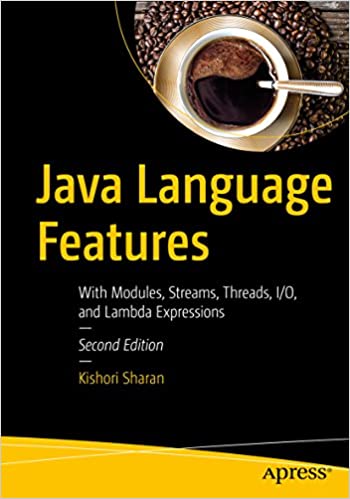 Java Language
Features
With Modules, Streams, Threads, I/O,
and Lambda Expressions
—
Second Edition
—
Kishori Sharan
Apress®